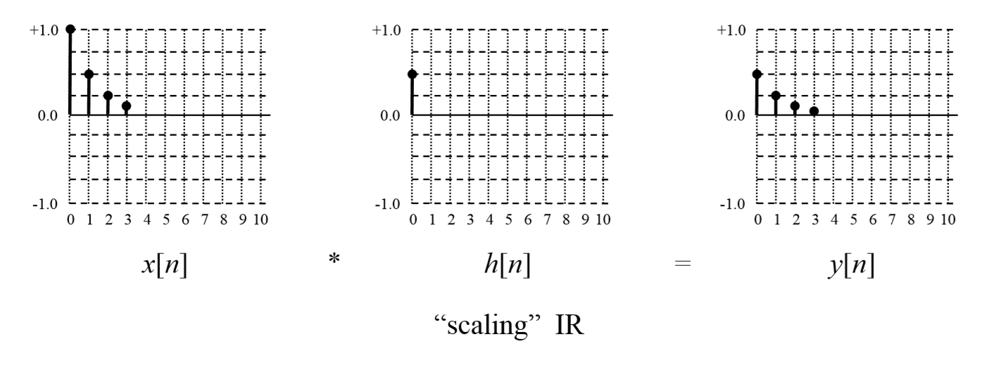 +1.0 +1.0 +1.0
0.0 0.0 0.0
-1.0 -1.0 -1.0
0 1 2 3 4 5 6 7 8 9 10 0 1 2 3 4 5 6 7 8 9 10 0 1 2 3 4 5 6 7 8 9 10
x[n] * h[n] = y[n]
“scaling” IR